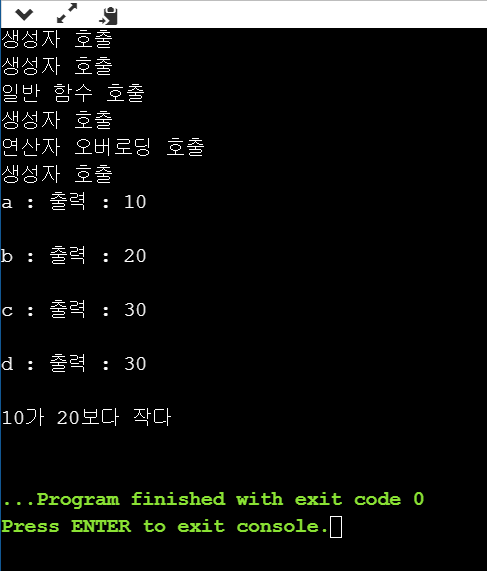 생성자 호출
생성자 호출
일반 함수 호출
생성자 호출
연산자 오버로딩 호출
생성자 호출
a : 출력 : 10
b : 출력 : 20
c : 출력 : 30
d : 출력 : 30
10가 20보다 작다
...Program finished with exit code 0
Press ENTER to exit console.